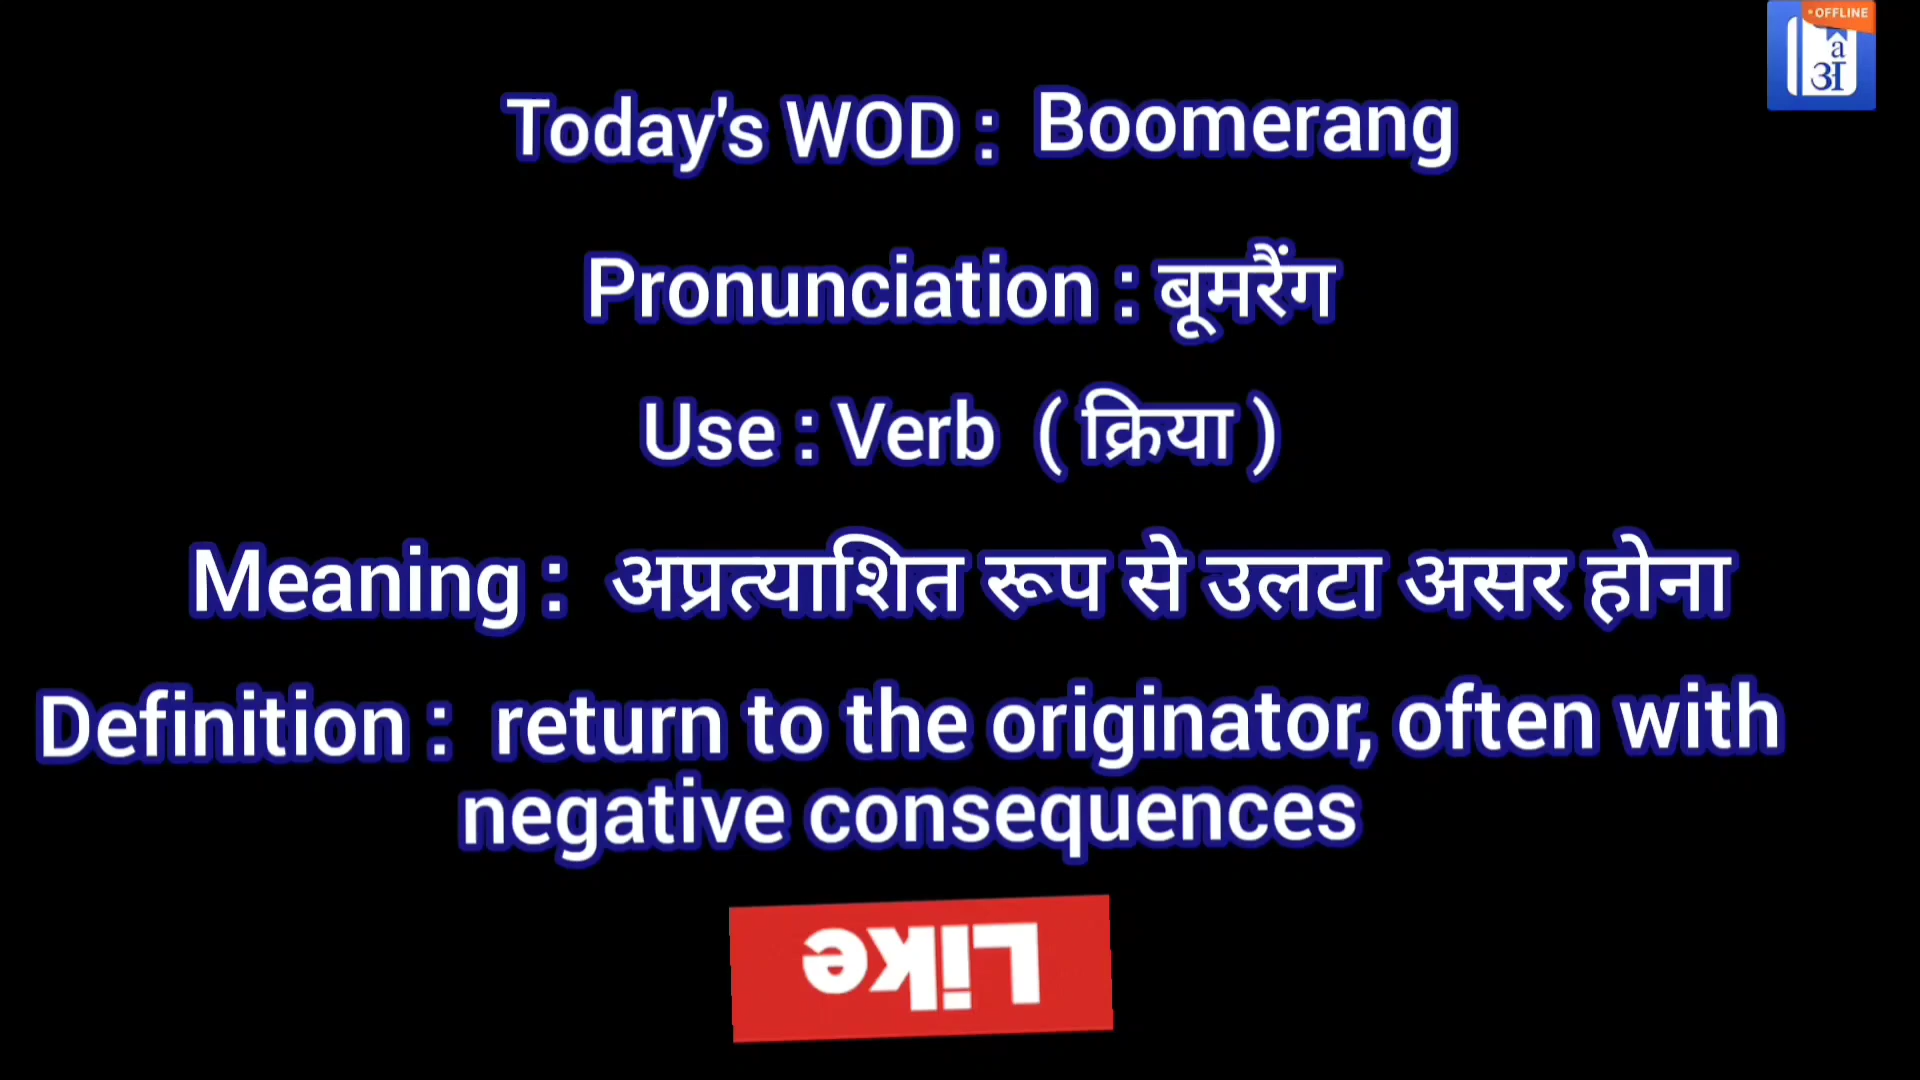 •OFFLINE
a
अ
Today's WOD : Boomerang
Pronunciation : बूमरैंग
Use : Verb ( क्रिया )
Meaning : अप्रत्याशित रूप से उलटा असर होना
Definition : return to the originator, often with
negative consequences
Like